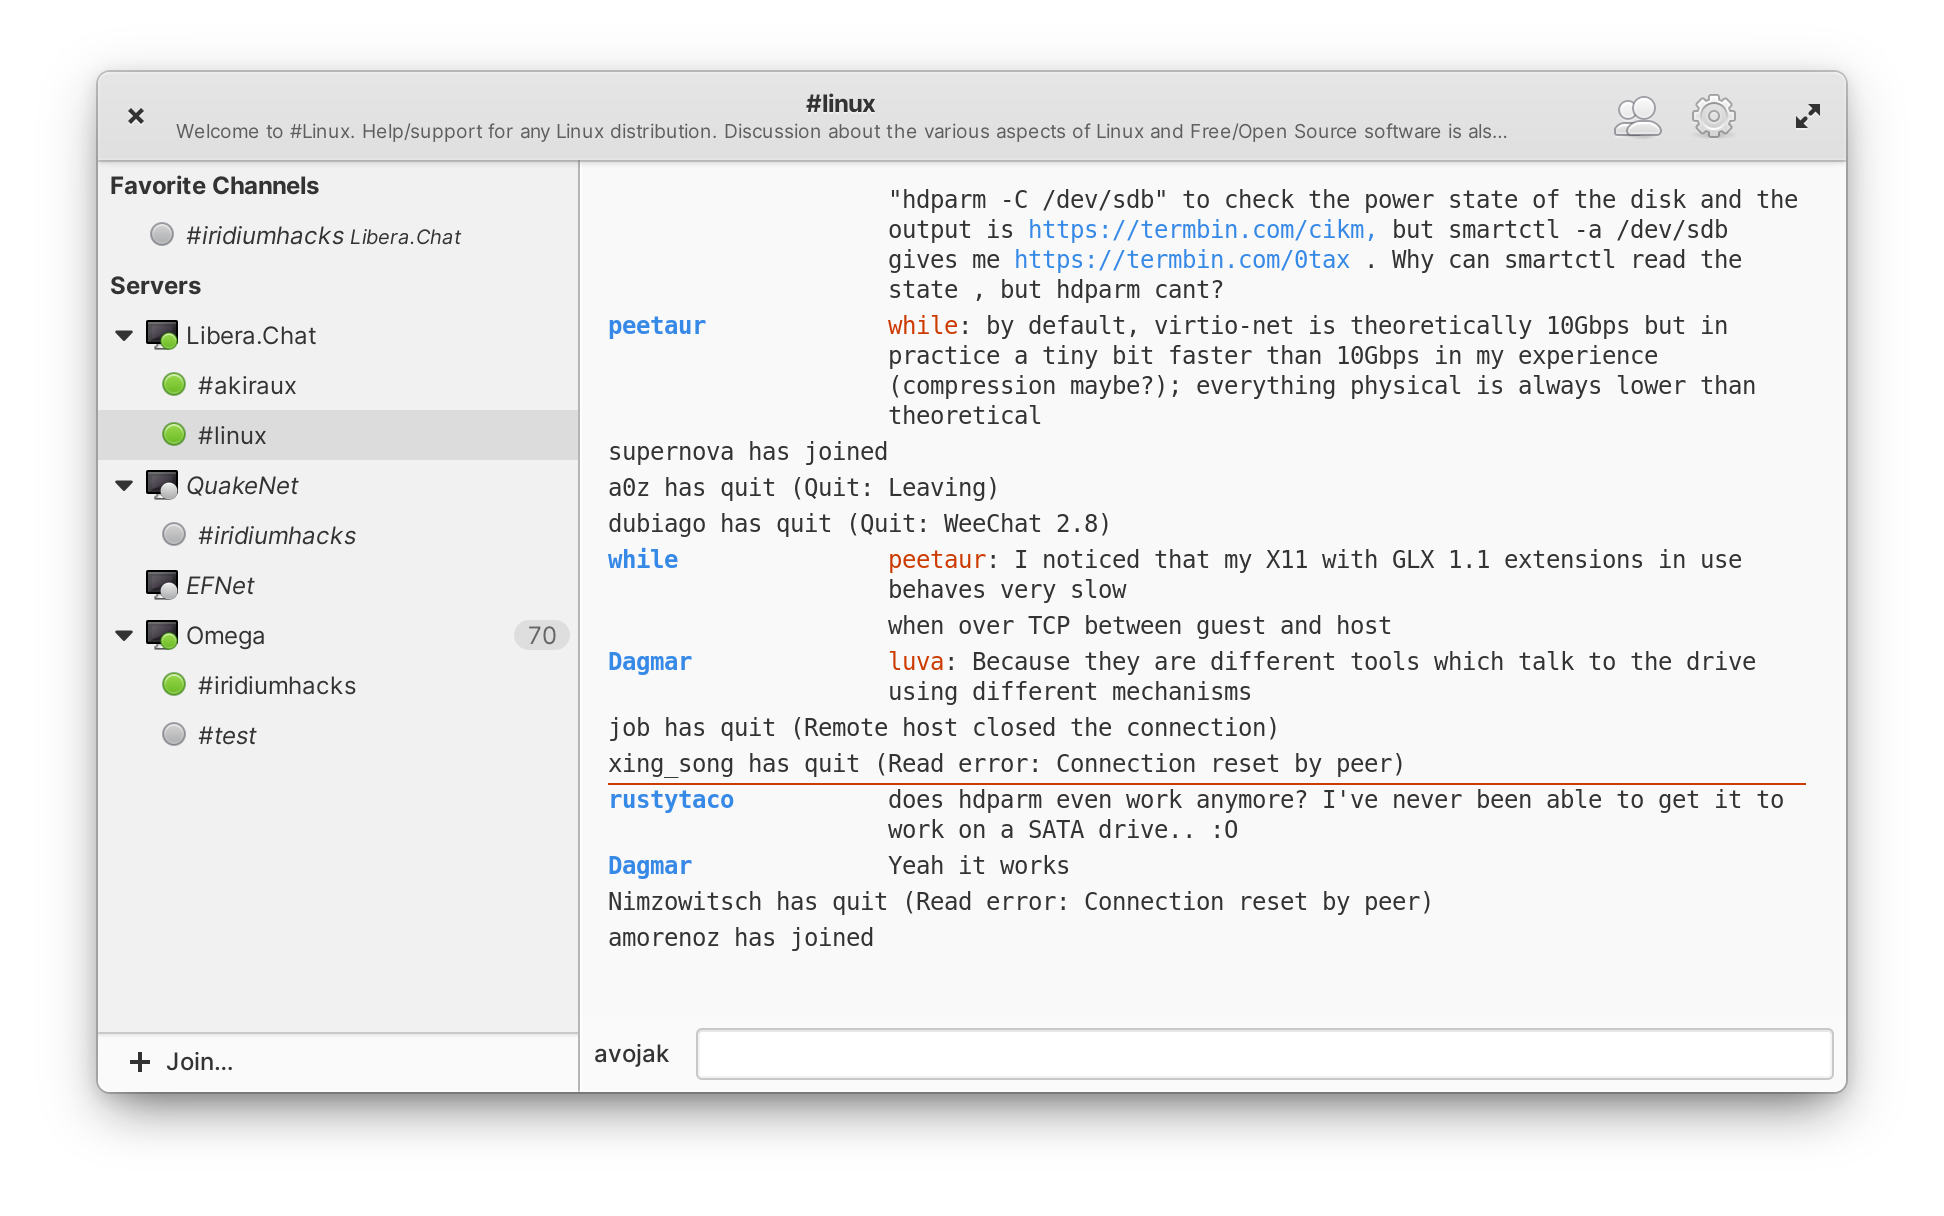 #linux
Welcome to #Linux. Help/support for any Linux distribution. Discussion about the various aspects of Linux and Free/Open Source software is als...
Favorite Channels
#iridiumhacks Libera.Chat
Servers
Libera.Chat
#akiraux
#linux
QuakeNet
#iridiumhacks
EFNet
Omega 70
#iridiumhacks
#test
Join...
"hdparm -C /dev/sdb" to check the power state of the disk and the
output is https://termbin.com/cikm, but smartctl -a /dev/sdb
gives me https://termbin.com/0tax . Why can smartctl read the
state , but hdparm cant?
peetaur while: by default, virtio-net is theoretically 10Gbps but in
practice a tiny bit faster than 10Gbps in my experience
(compression maybe?); everything physical is always lower than
theoretical
supernova has joined
a0z has quit (Quit: Leaving)
dubiago has quit (Quit: WeeChat 2.8)
while peetaur: I noticed that my X11 with GLX 1.1 extensions in use
behaves very slow
when over TCP between guest and host
Dagmar luva: Because they are different tools which talk to the drive
using different mechanisms
job has quit (Remote host closed the connection)
xing_song has quit (Read error: Connection reset by peer)
rustytaco does hdparm even work anymore? I've never been able to get it to
work on a SATA drive.. :O
Dagmar Yeah it works
Nimzowitsch has quit (Read error: Connection reset by peer)
amorenoz has joined
avojak